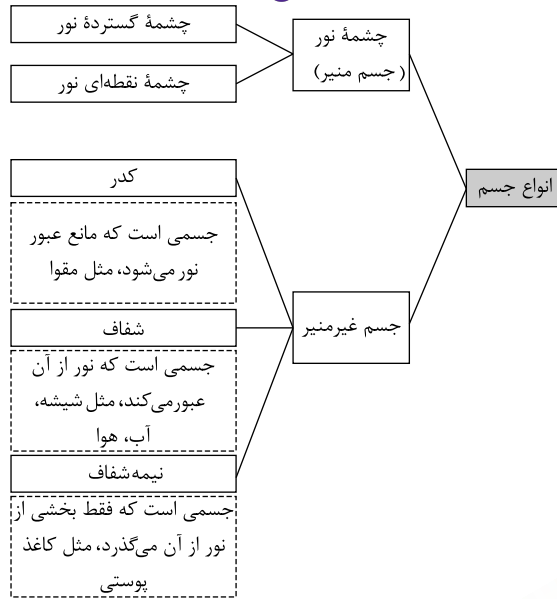 انواع جسم
چشمهٔ نور
(جسم منیر)
چشمهٔ گستردهٔ نور
چشمهٔ نقطه‌ای نور
جسم غیرمنیر
کدر
جسمی است که مانع عبور
نور می‌شود، مثل مقوا
شفاف
جسمی است که نور از آن
عبورمی‌کند، مثل شیشه،
آب، هوا
نیمه‌شفاف
جسمی است که فقط بخشی از
نور از آن می‌گذرد، مثل کاغذ
پوستی